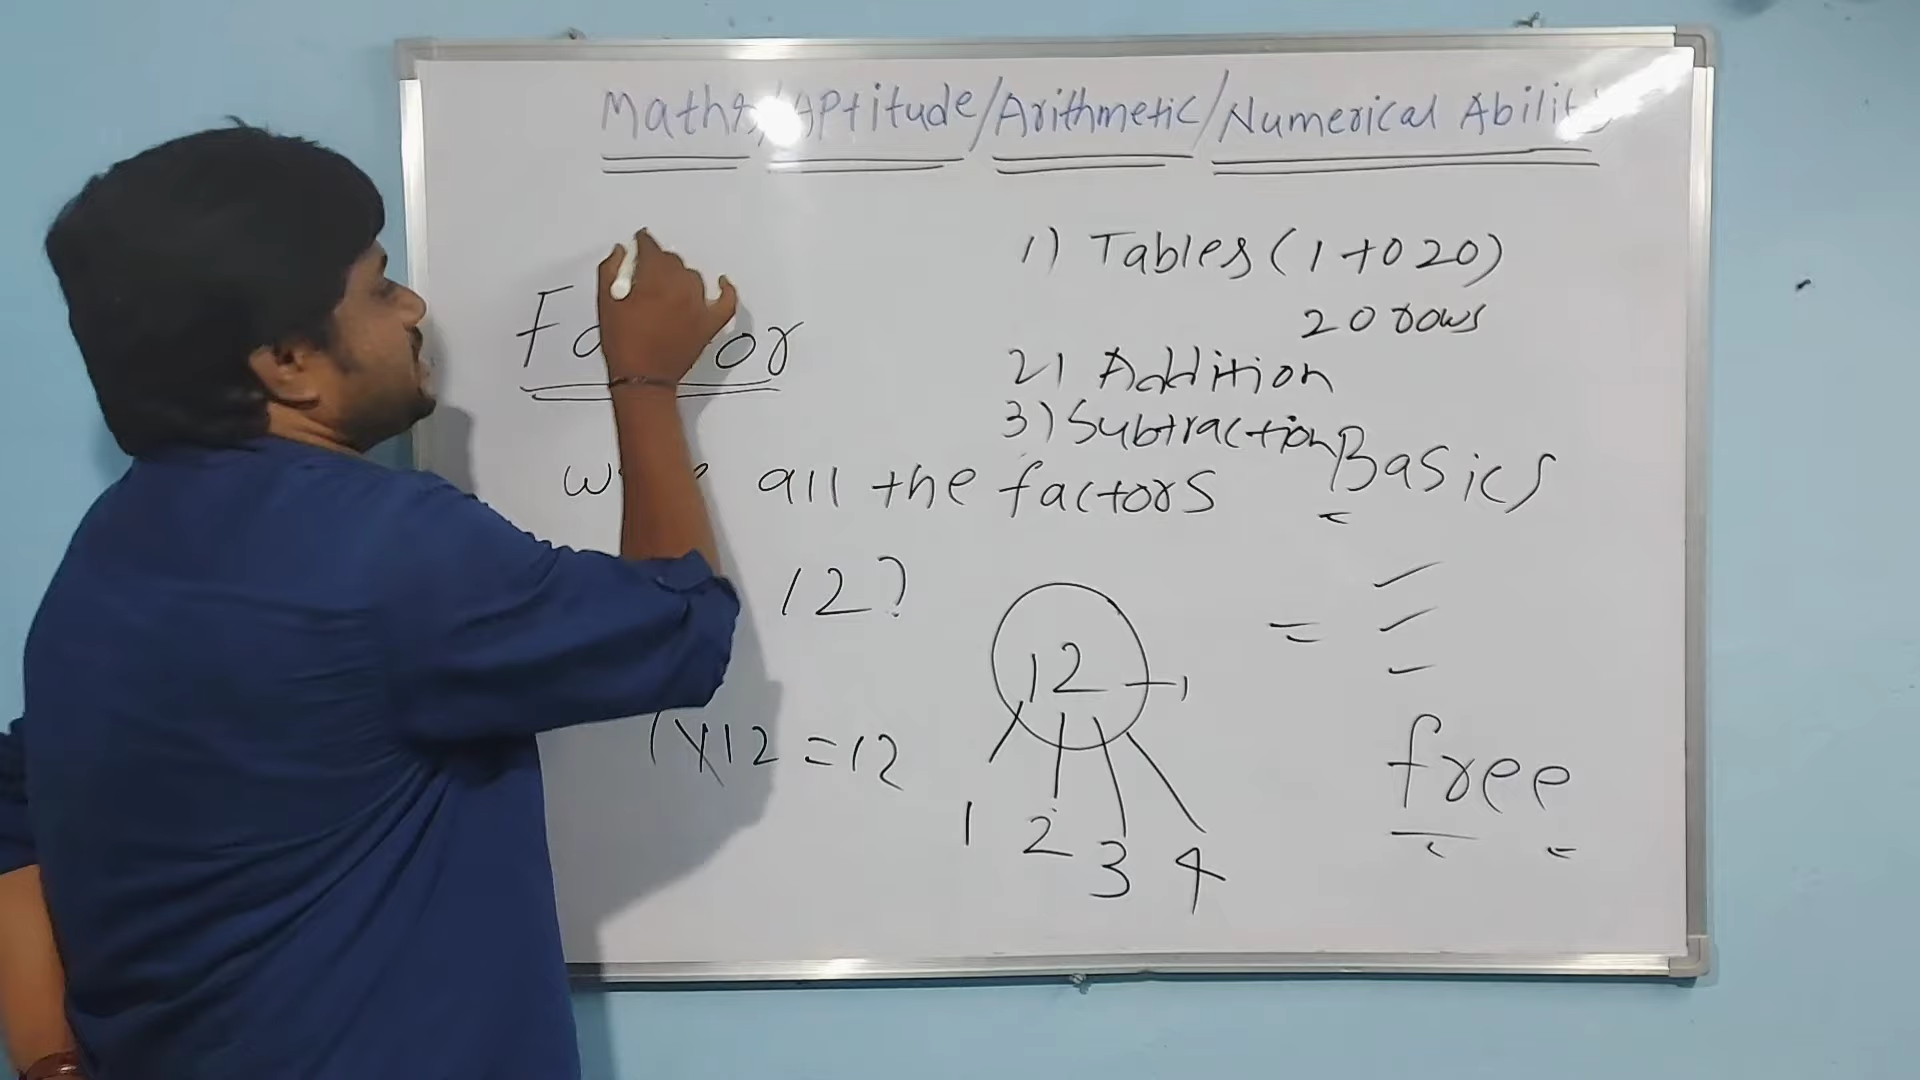 Maths/Aptitude/Arithmetic/Numerical Ability
1) Tables (1 to 20)
20 rows
2) Addition
3) Subtraction
Basics
all the factors
12?
12
1
1 2 3 4
1x12 = 12
free